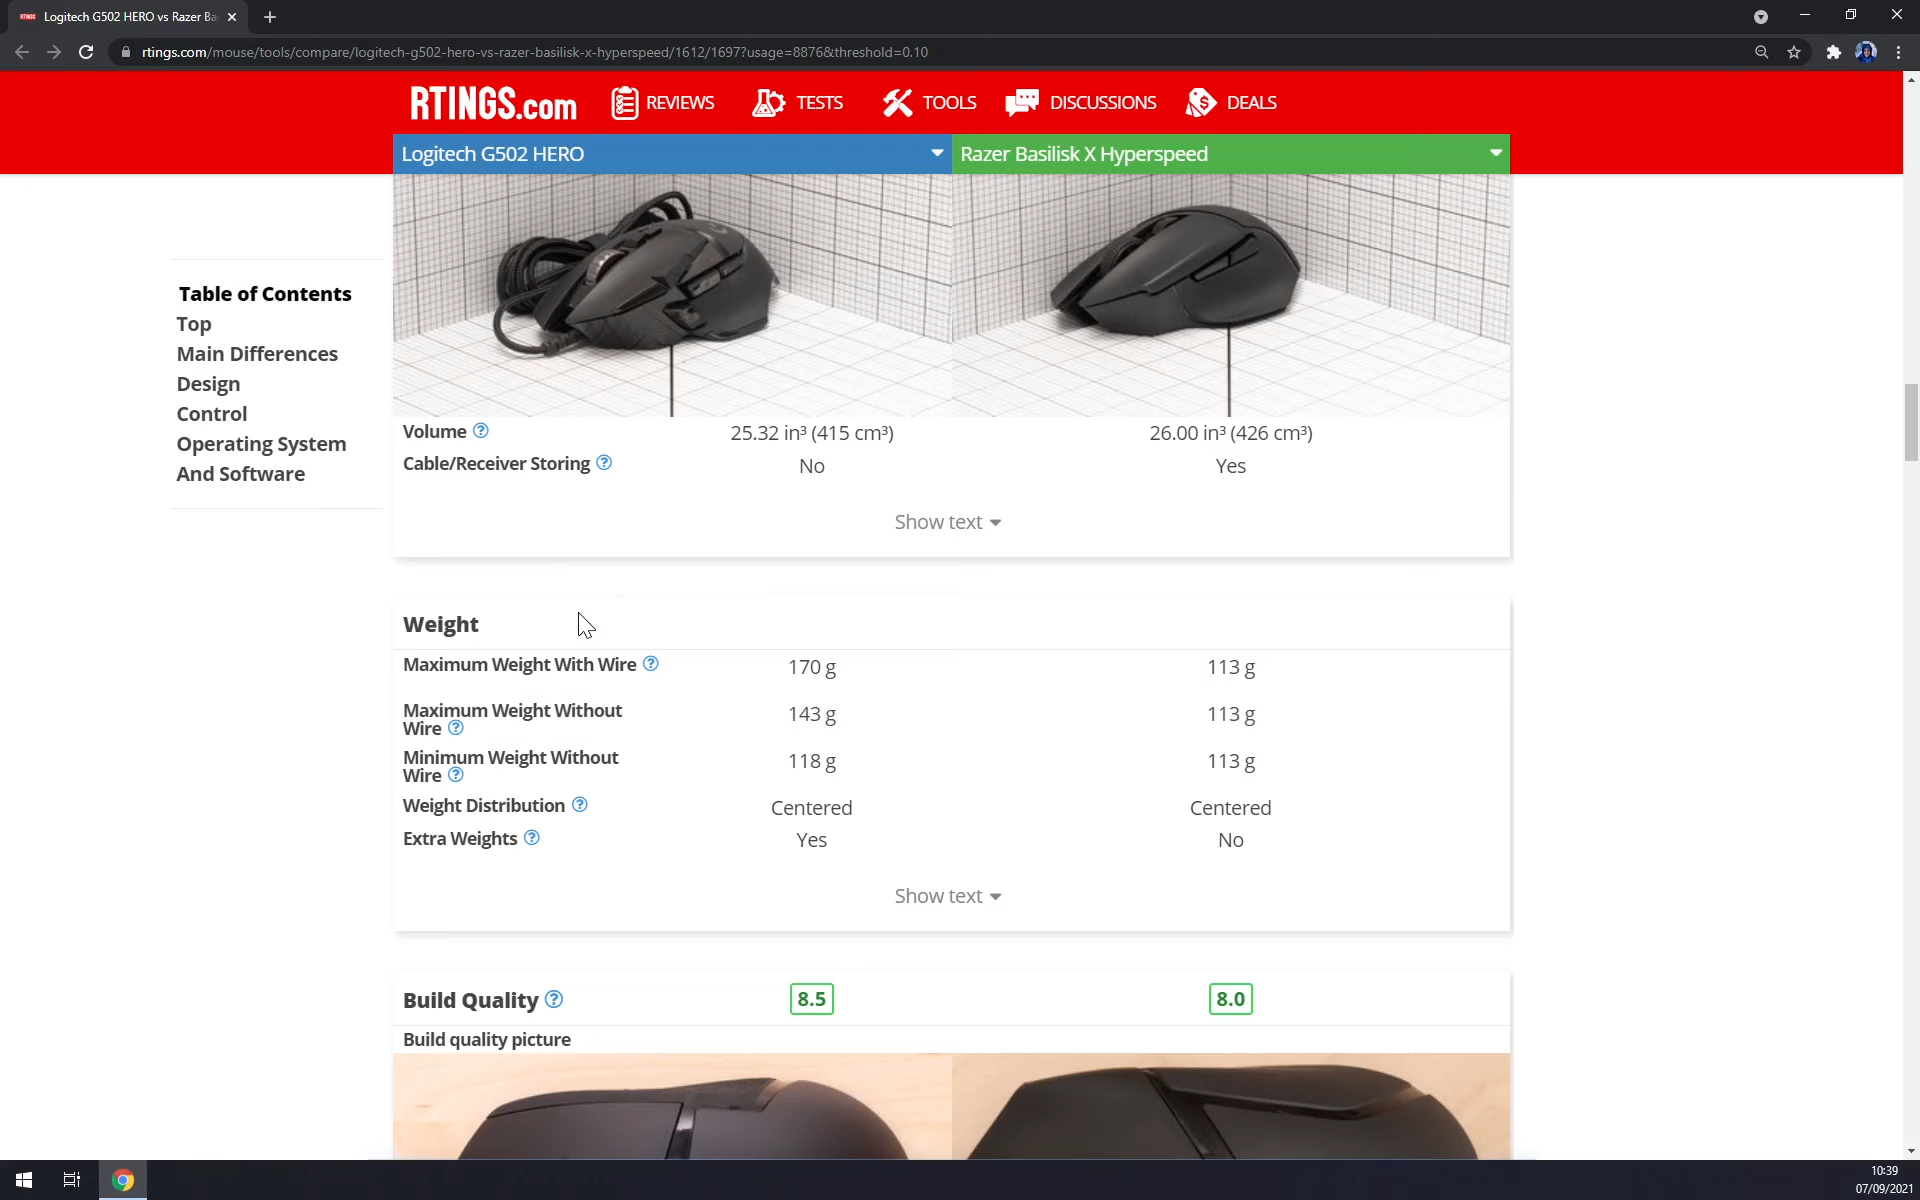 Logitech G502 HERO vs Razer Ba
rtings.com/mouse/tools/compare/logitech-g502-hero-vs-razer-basilisk-x-hyperspeed/1612/1697?usage=8876&threshold=0.10
RTINGS.com
REVIEWS
TESTS
TOOLS
DISCUSSIONS
DEALS
Logitech G502 HERO
Razer Basilisk X Hyperspeed
Table of Contents
Top
Main Differences
Design
Control
Operating System
And Software
Volume ? 25.32 in³ (415 cm³) 26.00 in³ (426 cm³)
Cable/Receiver Storing ? No Yes
Show text
Weight
Maximum Weight With Wire ? 170 g 113 g
Maximum Weight Without
Wire ? 143 g 113 g
Minimum Weight Without
Wire ? 118 g 113 g
Weight Distribution ? Centered Centered
Extra Weights ? Yes No
Show text
Build Quality ? 8.5 8.0
Build quality picture
10:39
07/09/2021